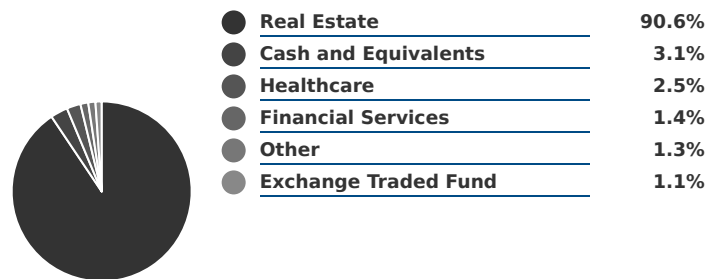 Real Estate 90.6%
Cash and Equivalents 3.1%
Healthcare 2.5%
Financial Services 1.4%
Other 1.3%
Exchange Traded Fund 1.1%